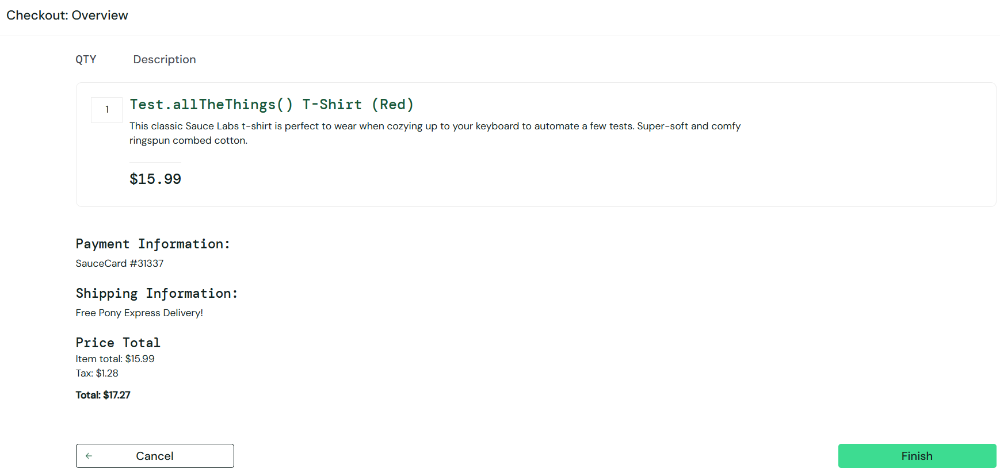 Checkout: Overview
QTY Description
1
Test.allTheThings() T-Shirt (Red)
This classic Sauce Labs t-shirt is perfect to wear when cozying up to your keyboard to automate a few tests. Super-soft and comfy
ringspun combed cotton.
$15.99
Payment Information:
SauceCard #31337
Shipping Information:
Free Pony Express Delivery!
Price Total
Item total: $15.99
Tax: $1.28
Total: $17.27
Cancel
Finish